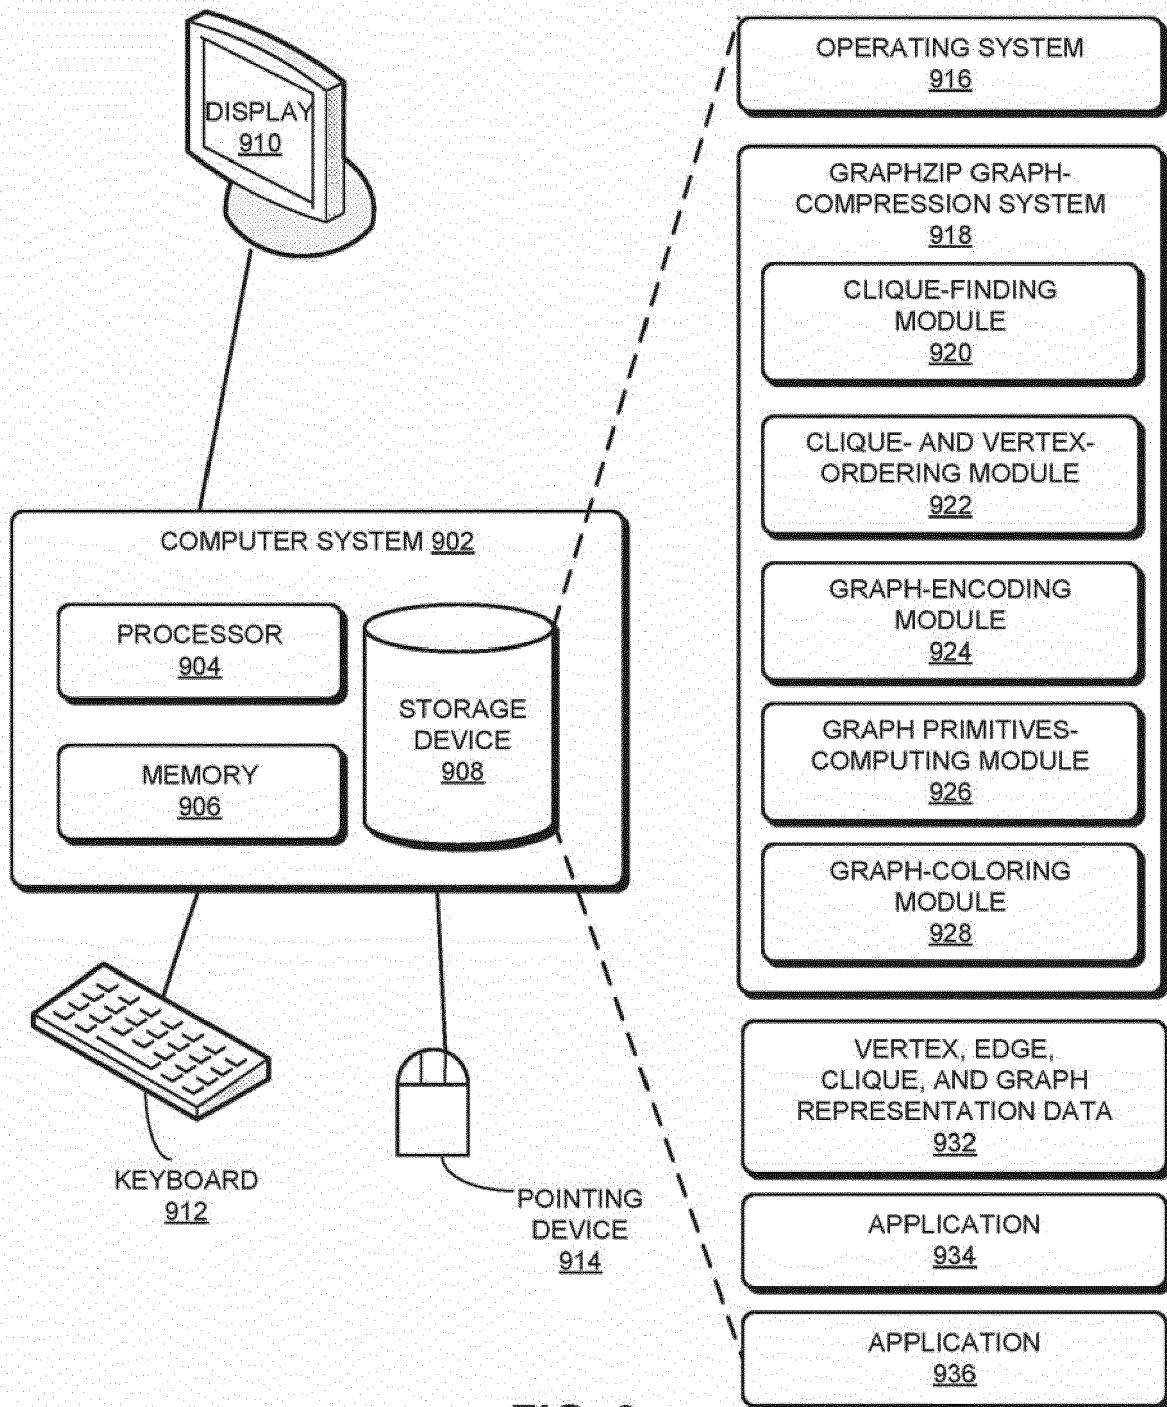 DISPLAY
910
COMPUTER SYSTEM 902
PROCESSOR
904
MEMORY
906
STORAGE
DEVICE
908
KEYBOARD
912
POINTING
DEVICE
914
OPERATING SYSTEM
916
GRAPHZIP GRAPH-
COMPRESSION SYSTEM
918
CLIQUE-FINDING
MODULE
920
CLIQUE- AND VERTEX-
ORDERING MODULE
922
GRAPH-ENCODING
MODULE
924
GRAPH PRIMITIVES-
COMPUTING MODULE
926
GRAPH-COLORING
MODULE
928
VERTEX, EDGE,
CLIQUE, AND GRAPH
REPRESENTATION DATA
932
APPLICATION
934
APPLICATION
936